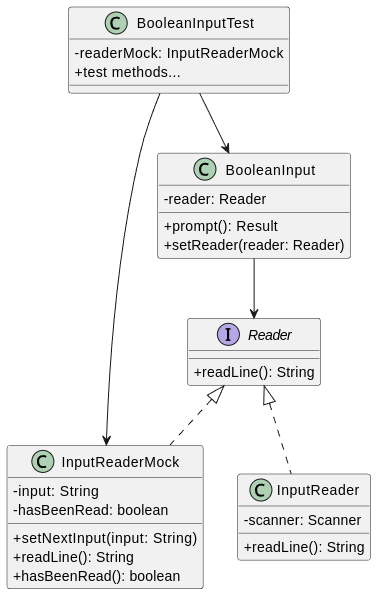 C BooleanInputTest
-readerMock: InputReaderMock
+test methods...
C BooleanInput
-reader: Reader
+prompt(): Result
+setReader(reader: Reader)
I Reader
+readLine(): String
C InputReaderMock
-input: String
-hasBeenRead: boolean
+setNextInput(input: String)
+readLine(): String
+hasBeenRead(): boolean
C InputReader
-scanner: Scanner
+readLine(): String